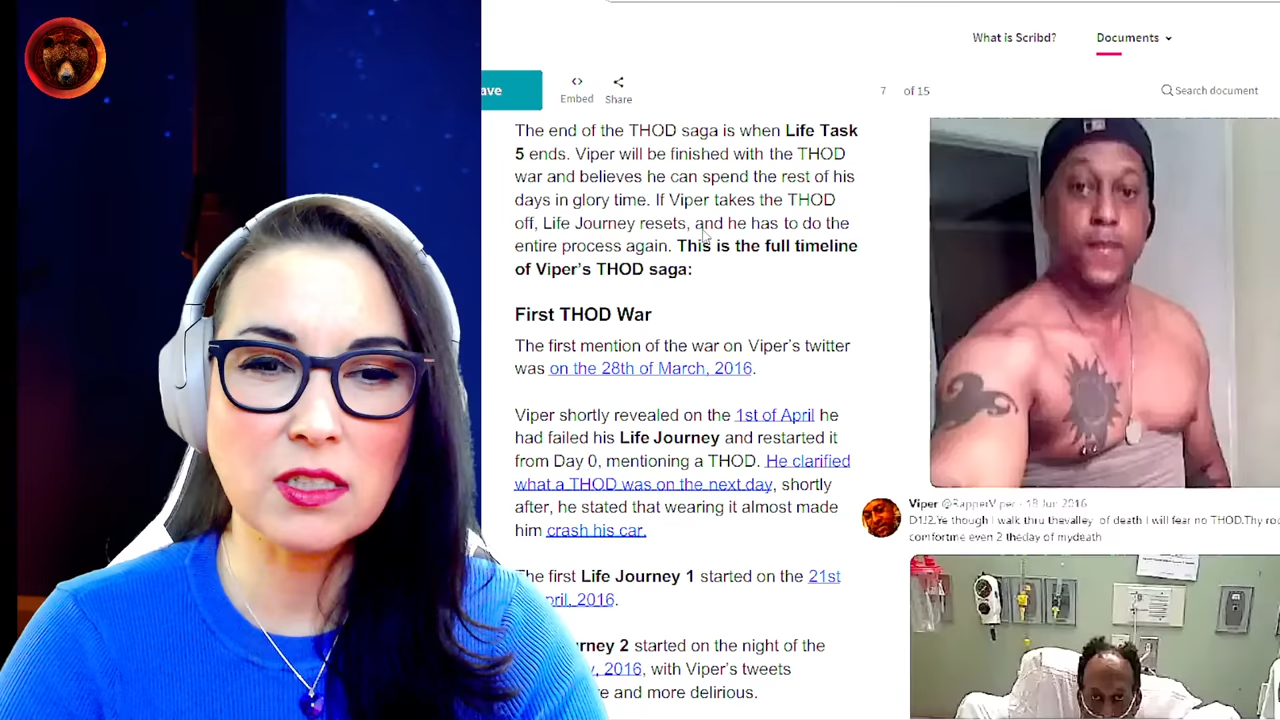 What is Scribd?
Documents
ave
Embed
Share
7 of 15
Search document
The end of the THOD saga is when Life Task
5 ends. Viper will be finished with the THOD
war and believes he can spend the rest of his
days in glory time. If Viper takes the THOD
off, Life Journey resets, and he has to do the
entire process again. This is the full timeline
of Viper's THOD saga:
First THOD War
The first mention of the war on Viper's twitter
was on the 28th of March, 2016.
Viper shortly revealed on the 1st of April he
had failed his Life Journey and restarted it
from Day 0, mentioning a THOD. He clarified
what a THOD was on the next day, shortly
after, he stated that wearing it almost made
him crash his car.
The first Life Journey 1 started on the 21st
pril, 2016.
urney 2 started on the night of the
, 2016, with Viper's tweets
re and more delirious.
Viper @RapperViper - 18 Jun 2016
D1!2.Ye though I walk thru thevalley of death I will fear no THOD.Thy ro
comfortme even 2 theday of mydeath